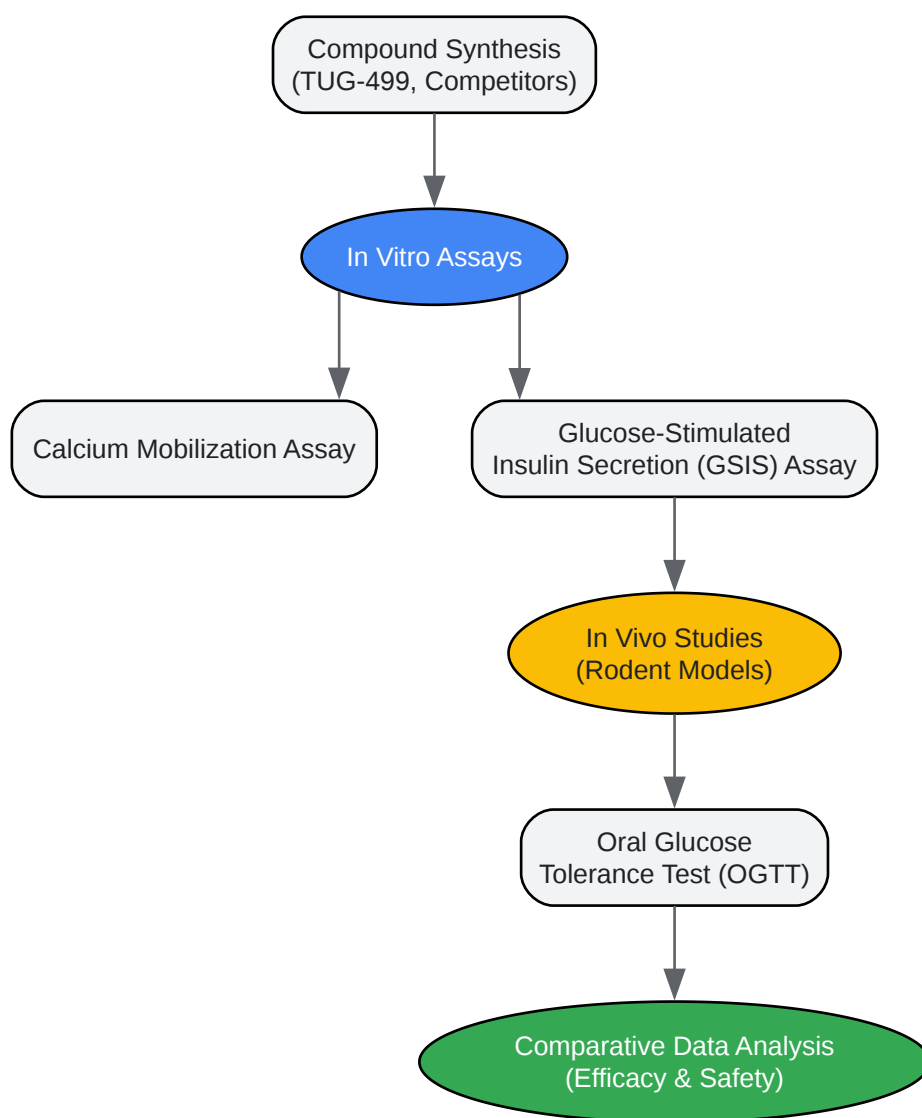 Compound Synthesis
(TUG-499, Competitors)
In Vitro Assays
Calcium Mobilization Assay
Glucose-Stimulated
Insulin Secretion (GSIS) Assay
In Vivo Studies
(Rodent Models)
Oral Glucose
Tolerance Test (OGTT)
Comparative Data Analysis
(Efficacy & Safety)